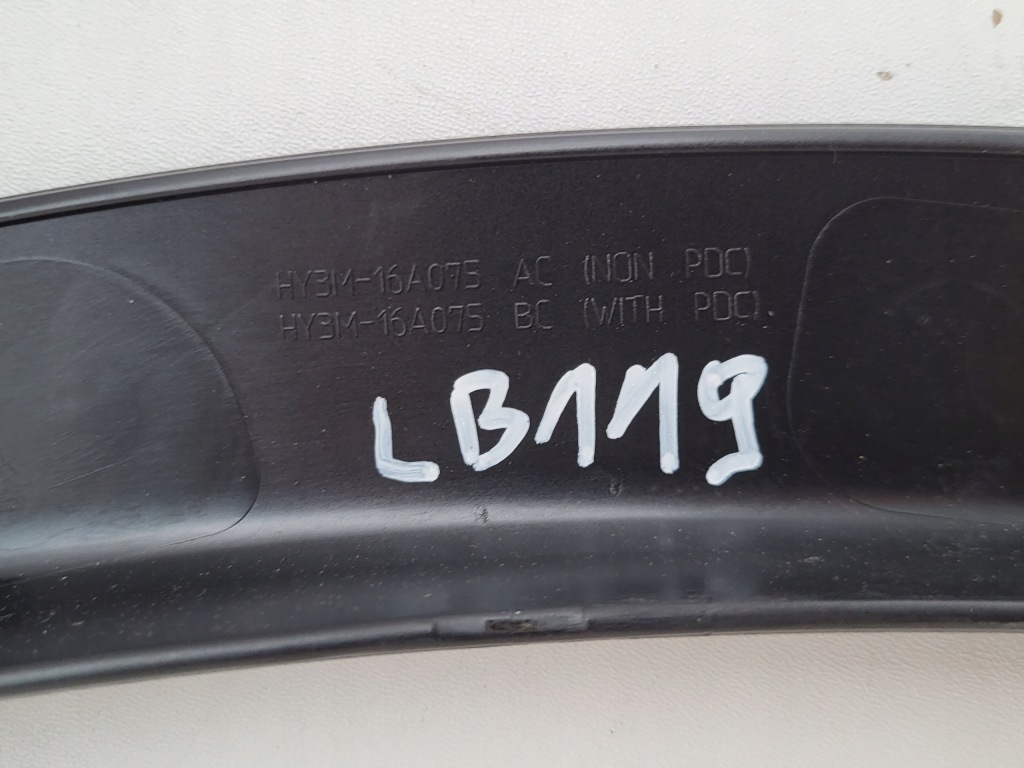 HY3M-16A075 AC (NON PDC)
HY3M-16A075 BC (WITH PDC).
LB119